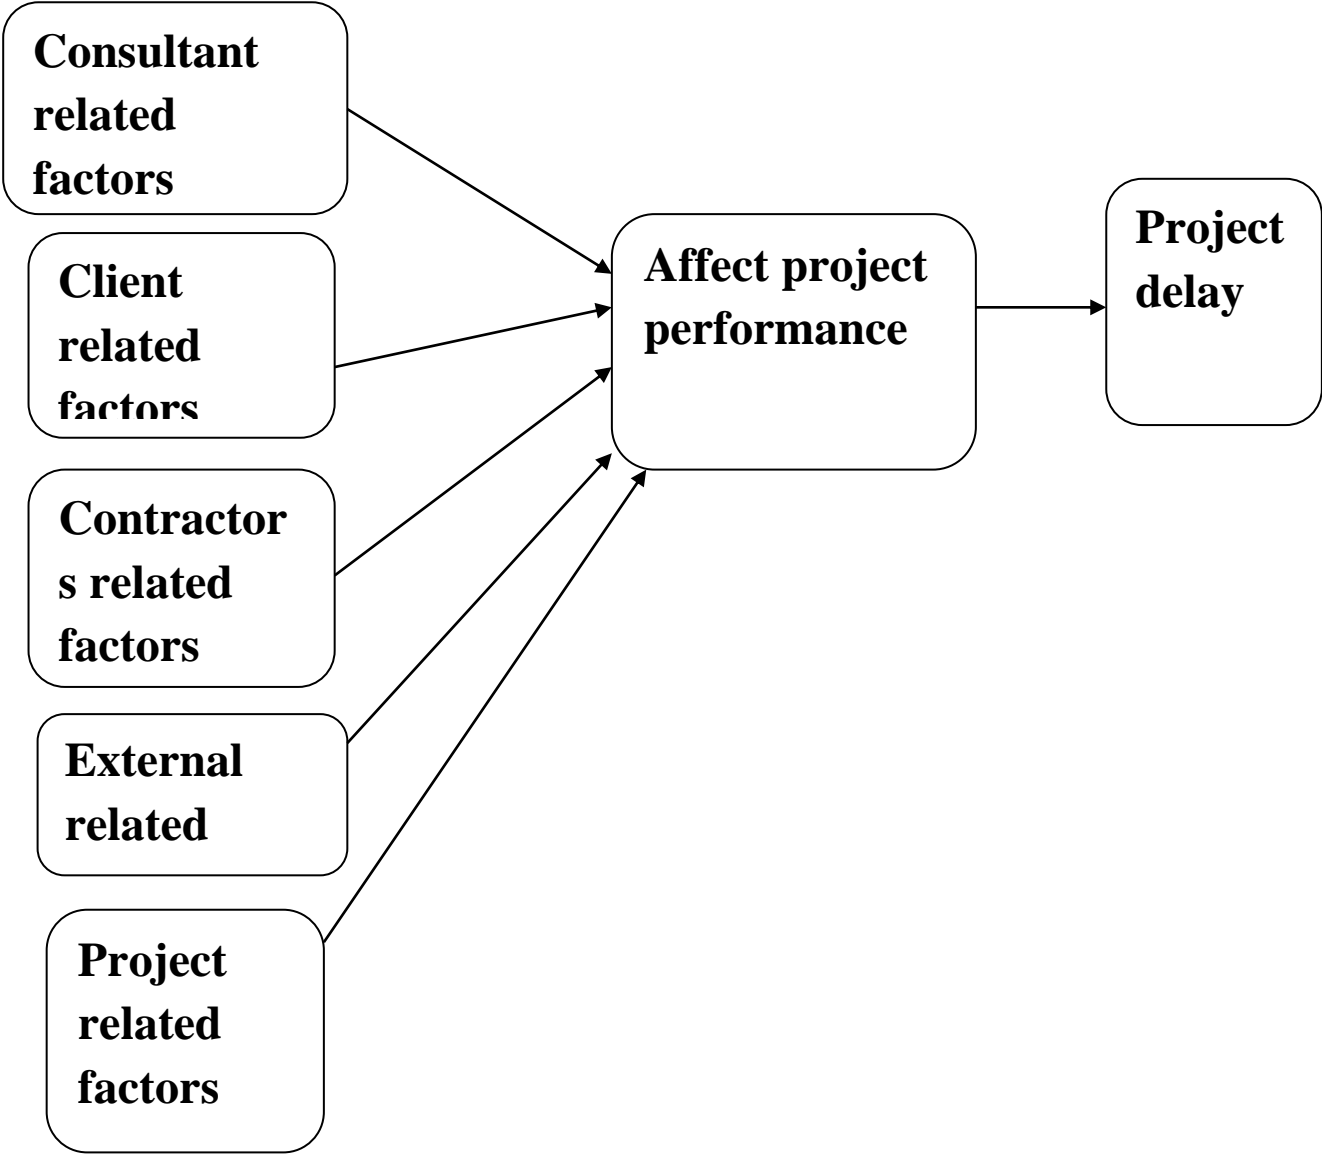 Consultant
related
factors
Client
related
factors
Contractor
s related
factors
External
related
Project
related
factors
Affect project
performance
Project
delay